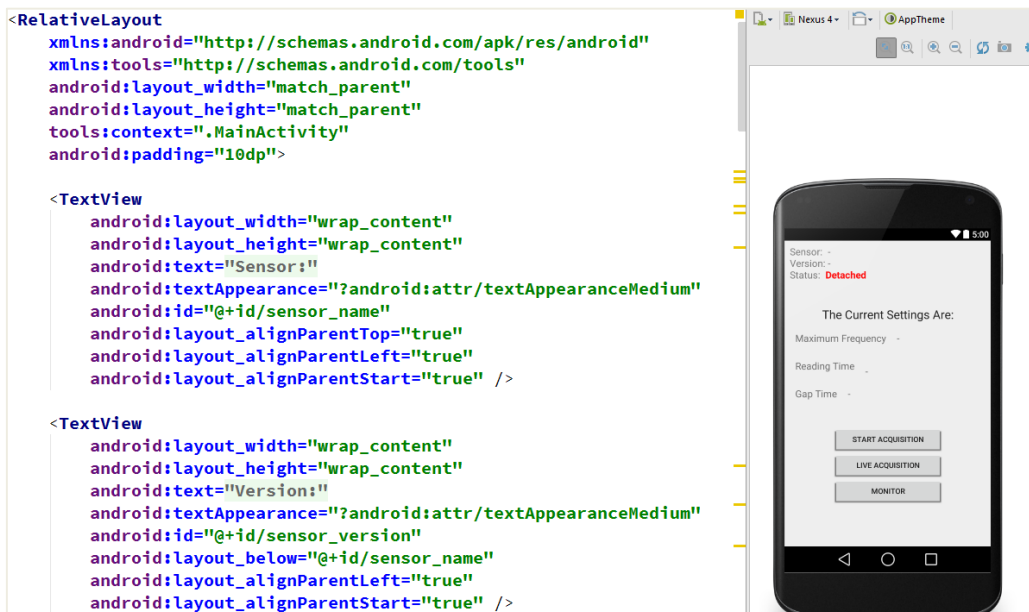 <RelativeLayout
xmlns:android="http://schemas.android.com/apk/res/android"
xmlns:tools="http://schemas.android.com/tools"
android:layout_width="match_parent"
android:layout_height="match_parent"
tools:context=".MainActivity"
android:padding="10dp">
<TextView
android:layout_width="wrap_content"
android:layout_height="wrap_content"
android:text="Sensor:"
android:textAppearance="?android:attr/textAppearanceMedium"
android:id="@+id/sensor_name"
android:layout_alignParentTop="true"
android:layout_alignParentLeft="true"
android:layout_alignParentStart="true" />
<TextView
android:layout_width="wrap_content"
android:layout_height="wrap_content"
android:text="Version:"
android:textAppearance="?android:attr/textAppearanceMedium"
android:id="@+id/sensor_version"
android:layout_below="@+id/sensor_name"
android:layout_alignParentLeft="true"
android:layout_alignParentStart="true" />
Nexus 4 AppTheme
5:00
Sensor: -
Version: -
Status: Detached
The Current Settings Are:
Maximum Frequency -
Reading Time -
Gap Time -
START ACQUISITION
LIVE ACQUISITION
MONITOR